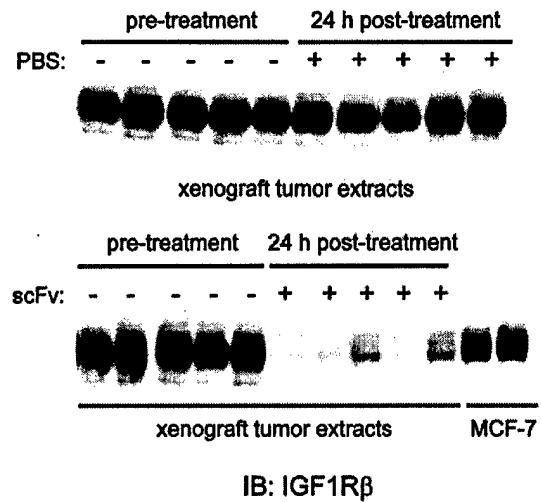 pre-treatment 24 h post-treatment
PBS: - - - - - + + + + +
xenograft tumor extracts
pre-treatment 24 h post-treatment
scFv: - - - - - + + + + +
xenograft tumor extracts MCF-7
IB: IGF1Rβ